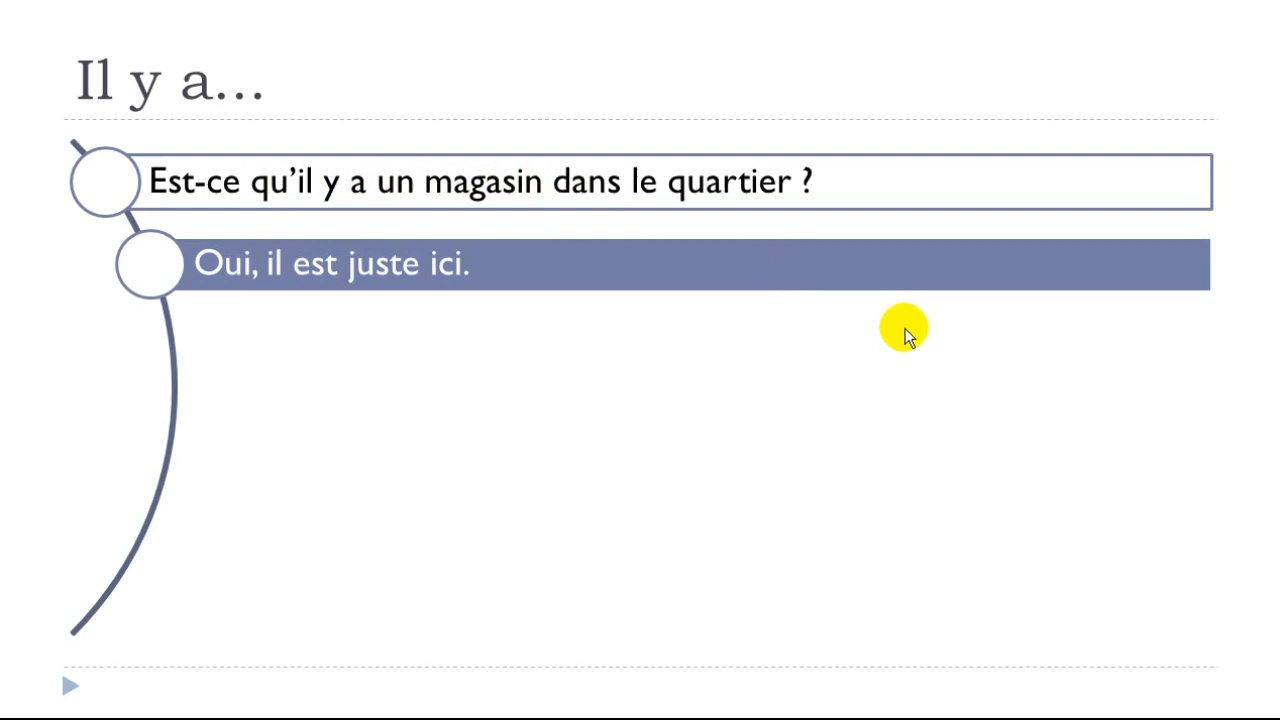 Il y a...
Est-ce qu’il y a un magasin dans le quartier ?
Oui, il est juste ici.